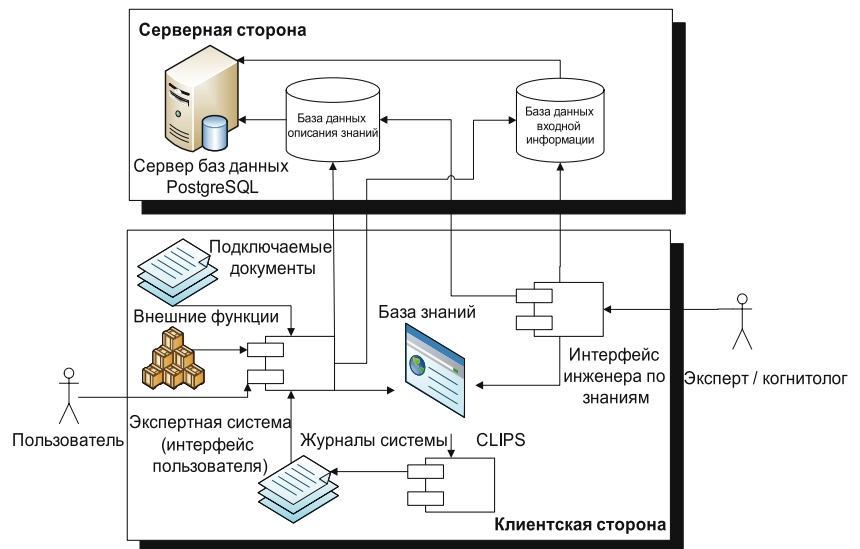 Серверная сторона
База данных
описания знаний
База данных
входной
информации
Сервер баз данных
PostgreSQL
Подключаемые
документы
Внешние функции
База знаний
Интерфейс
инженера по
знаниям
Эксперт / когнитолог
Пользователь
Экспертная система
(интерфейс
пользователя)
Журналы системы
CLIPS
Клиентская сторона